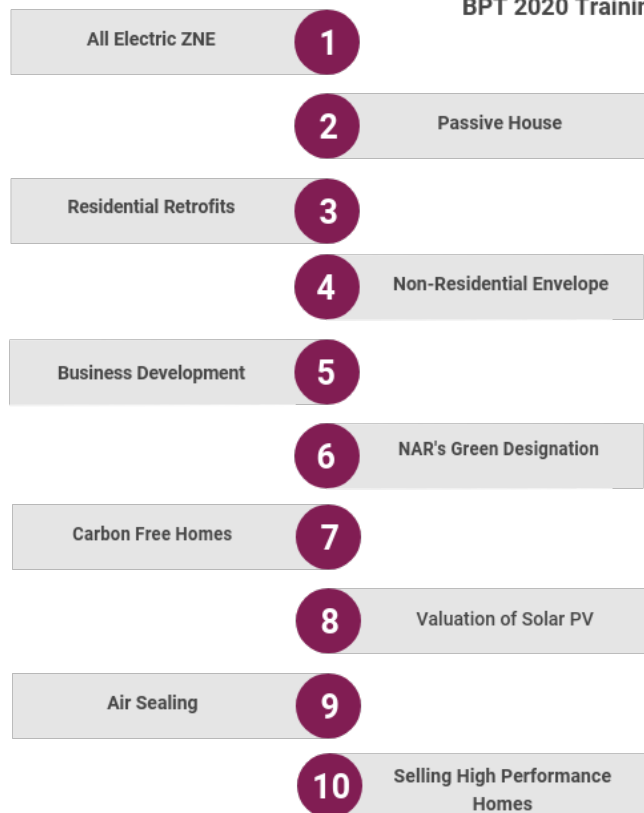 BPT 2020
All Electric ZNE
1
2
Passive House
Residential Retrofits
3
4
Non-Residential Envelope
Business Development
5
6
NAR's Green Designation
Carbon Free Homes
7
8
Valuation of Solar PV
Air Sealing
9
10
Selling High Performance
Homes